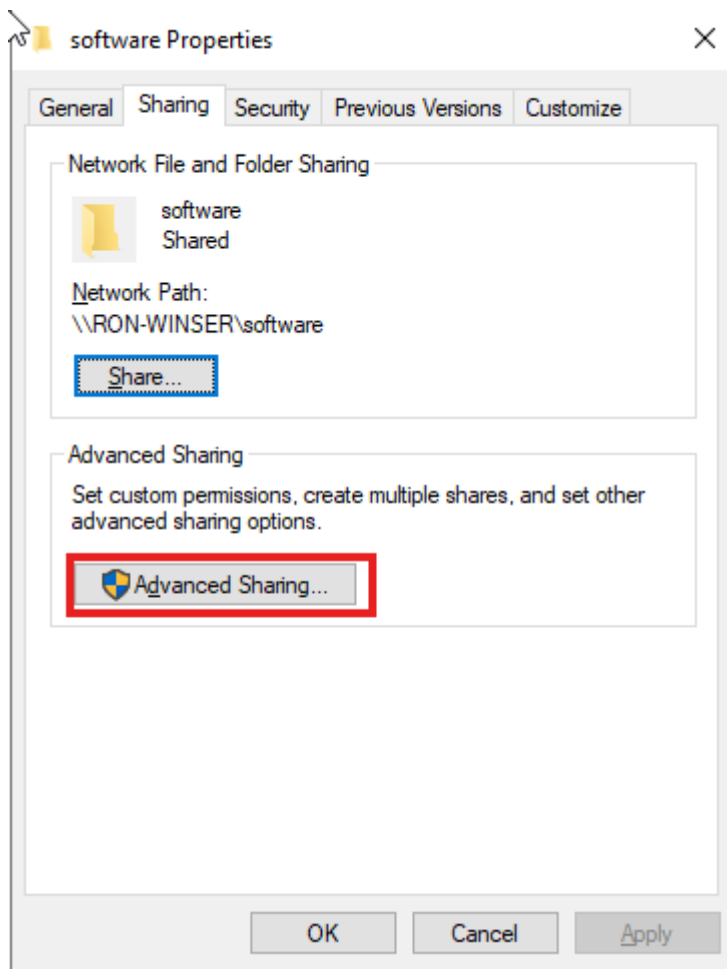 software Properties
General Sharing Security Previous Versions Customize
Network File and Folder Sharing
software
Shared
Network Path:
\\RON-WINSER\software
Share...
Advanced Sharing
Set custom permissions, create multiple shares, and set other
advanced sharing options.
Advanced Sharing...
OK Cancel Apply